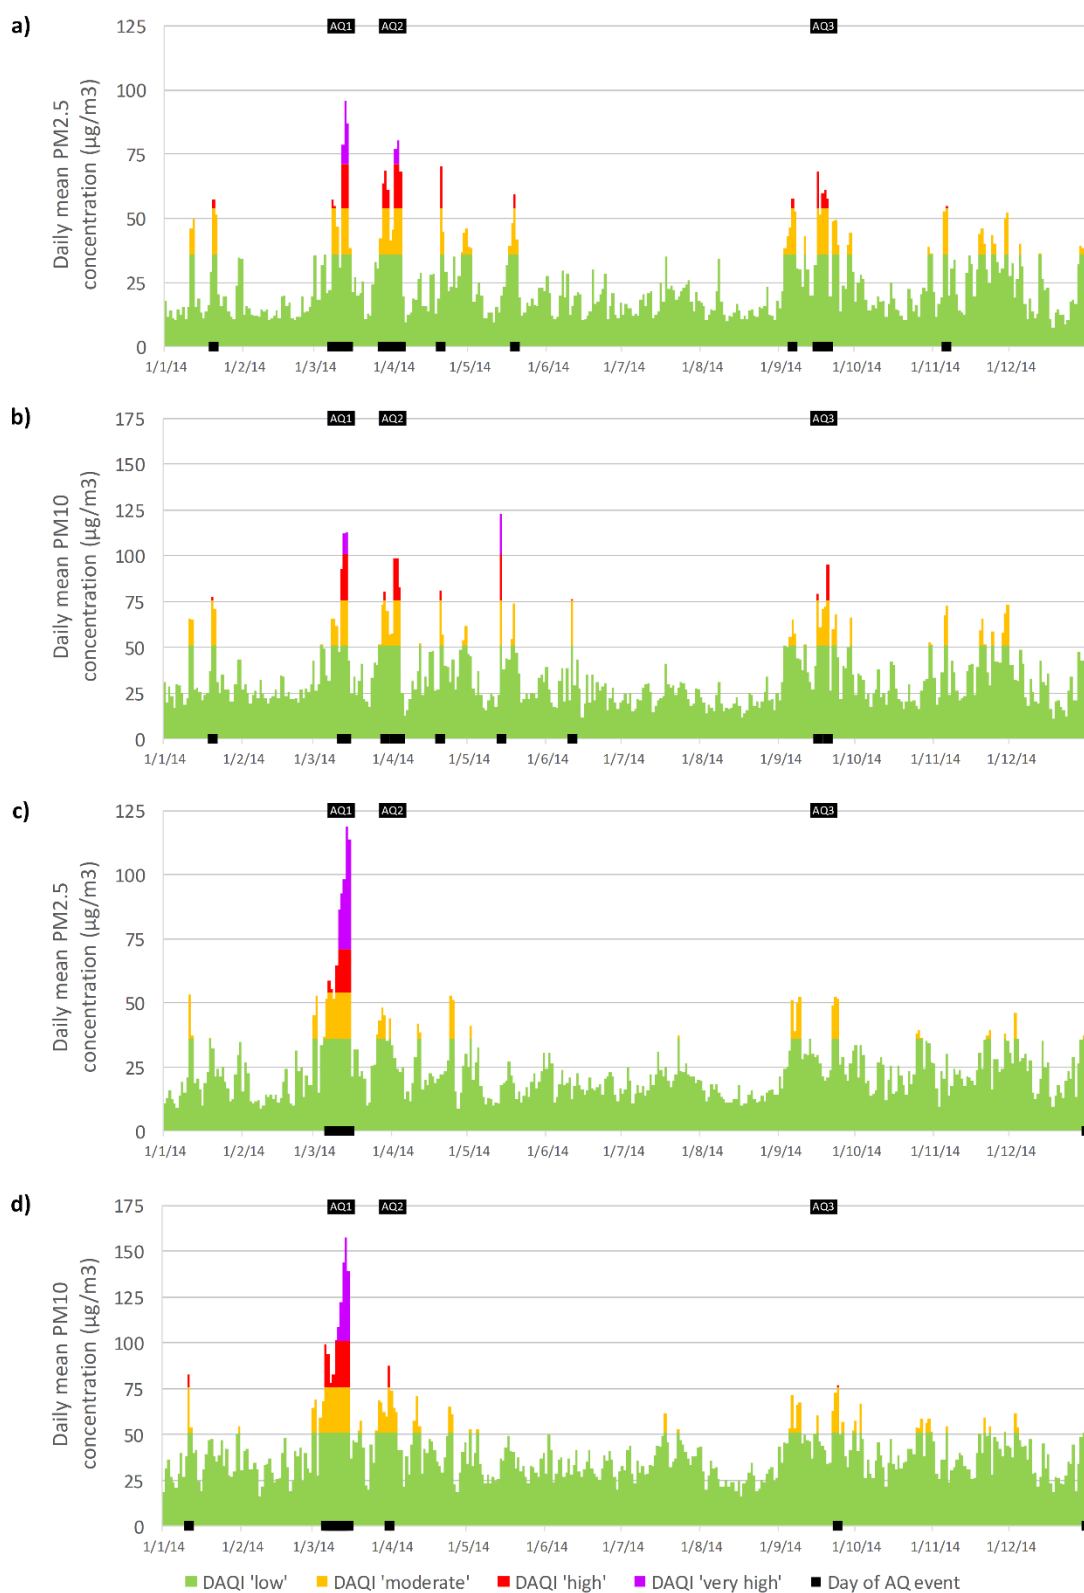 a)
AQ1 AQ2 AQ3
Daily mean PM2.5
concentration (µg/m3)
125
100
75
50
25
0
1/1/14 1/2/14 1/3/14 1/4/14 1/5/14 1/6/14 1/7/14 1/8/14 1/9/14 1/10/14 1/11/14 1/12/14
b)
AQ1 AQ2 AQ3
Daily mean PM10
concentration (µg/m3)
175
150
125
100
75
50
25
0
1/1/14 1/2/14 1/3/14 1/4/14 1/5/14 1/6/14 1/7/14 1/8/14 1/9/14 1/10/14 1/11/14 1/12/14
c)
AQ1 AQ2 AQ3
Daily mean PM2.5
concentration (µg/m3)
125
100
75
50
25
0
1/1/14 1/2/14 1/3/14 1/4/14 1/5/14 1/6/14 1/7/14 1/8/14 1/9/14 1/10/14 1/11/14 1/12/14
d)
AQ1 AQ2 AQ3
Daily mean PM10
concentration (µg/m3)
175
150
125
100
75
50
25
0
1/1/14 1/2/14 1/3/14 1/4/14 1/5/14 1/6/14 1/7/14 1/8/14 1/9/14 1/10/14 1/11/14 1/12/14
DAQI 'low' DAQI 'moderate' DAQI 'high' DAQI 'very high' Day of AQ event